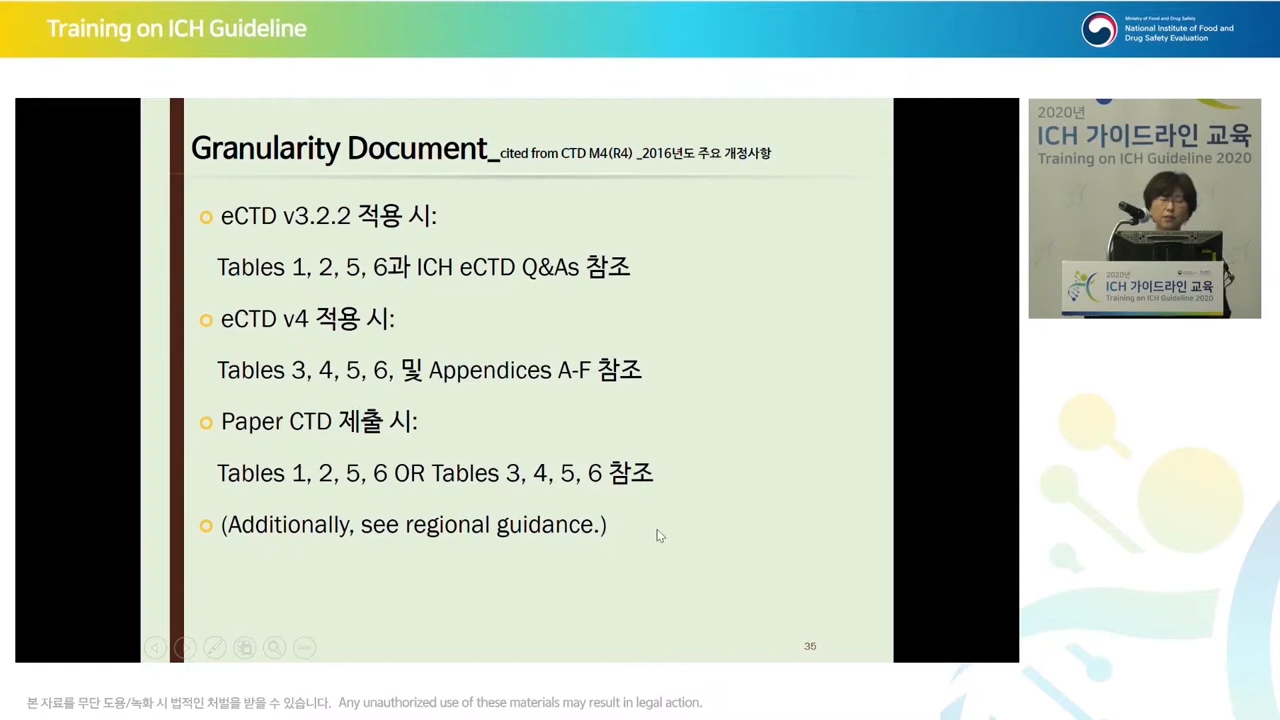 Training on ICH Guideline
Ministry of Food and Drug Safety
National Institute of Food and
Drug Safety Evaluation
Granularity Document_cited from CTD M4(R4) _2016년도 주요 개정사항
eCTD v3.2.2 적용 시:
Tables 1, 2, 5, 6과 ICH eCTD Q&As 참조
eCTD v4 적용 시:
Tables 3, 4, 5, 6, 및 Appendices A-F 참조
Paper CTD 제출 시:
Tables 1, 2, 5, 6 OR Tables 3, 4, 5, 6 참조
(Additionally, see regional guidance.)
35
2020년
ICH 가이드라인 교육
Training on ICH Guideline 2020
2020년
ICH 가이드라인 교육
Training on ICH Guideline 2020
본 자료를 무단 도용/녹화 시 법적인 처벌을 받을 수 있습니다. Any unauthorized use of these materials may result in legal action.